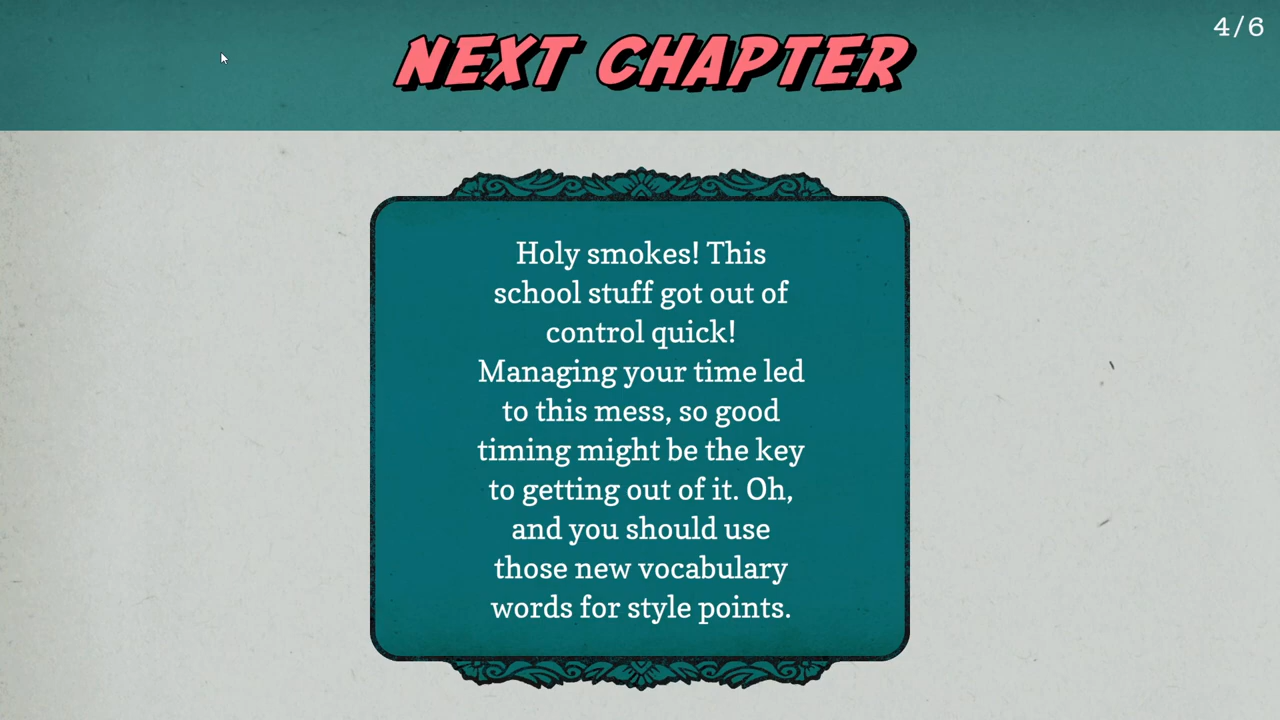 4/6
NEXT CHAPTER
Holy smokes! This
school stuff got out of
control quick!
Managing your time led
to this mess, so good
timing might be the key
to getting out of it. Oh,
and you should use
those new vocabulary
words for style points.